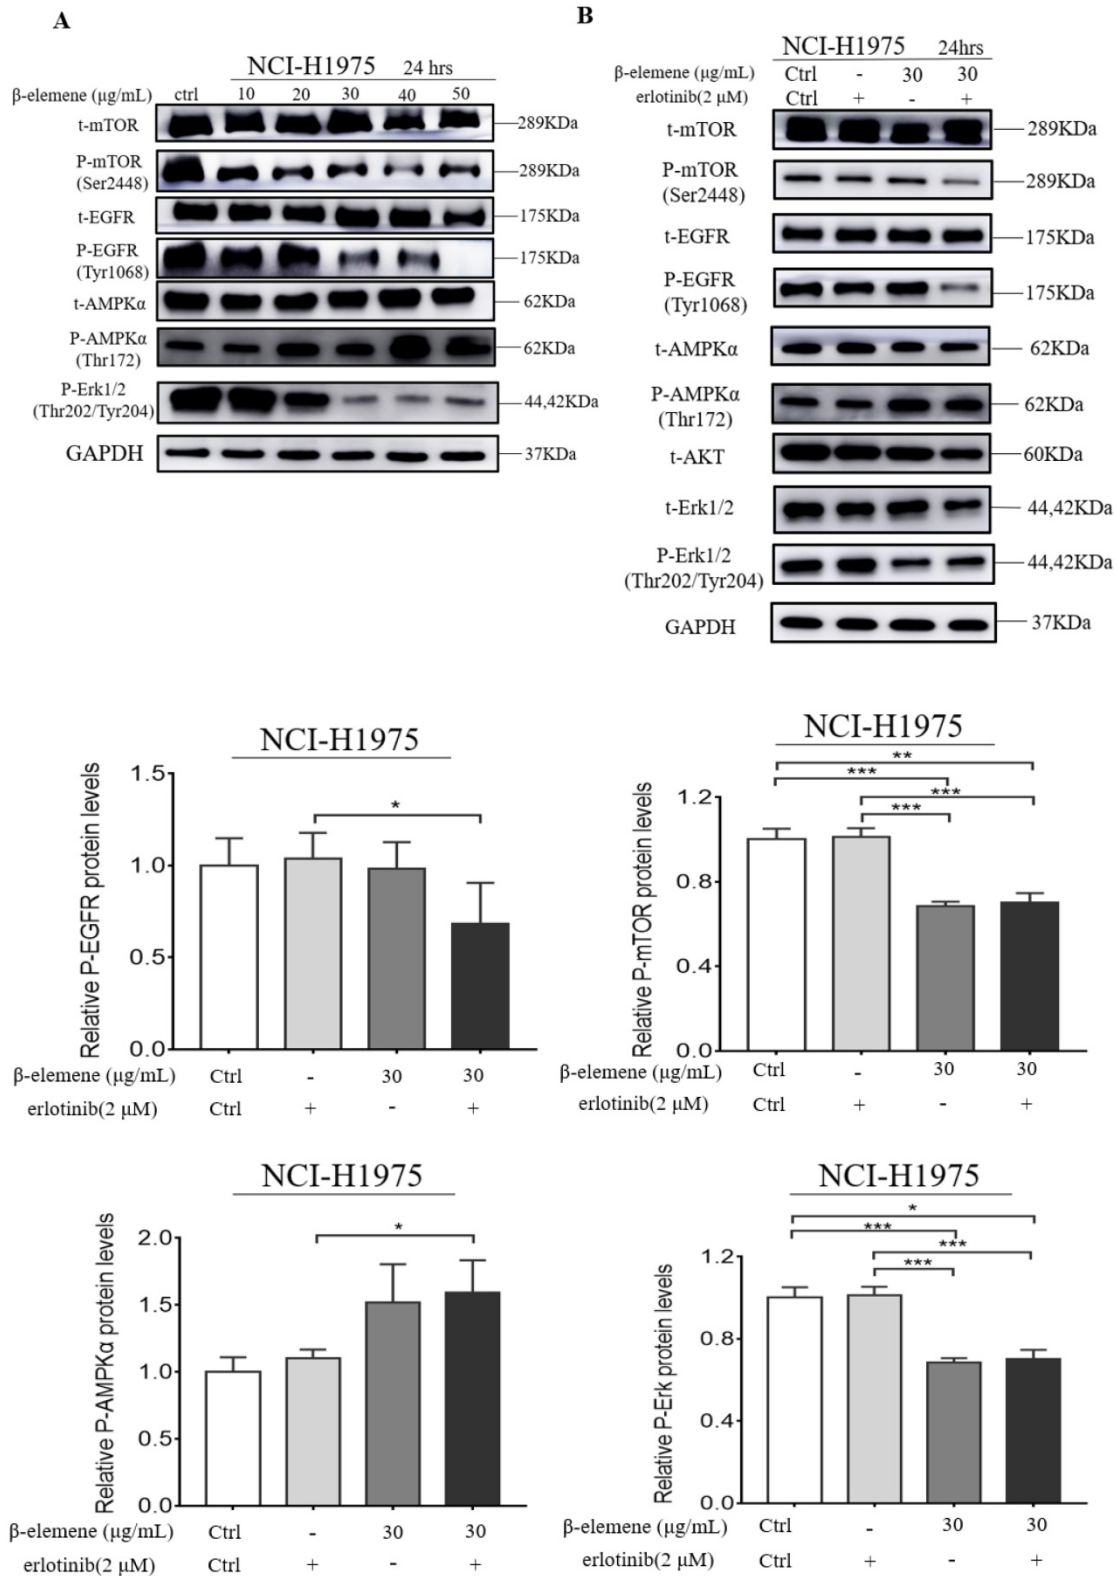 A
NCI-H1975 24 hrs
β-elemene (μg/mL) ctrl 10 20 30 40 50
t-mTOR 289KDa
P-mTOR
(Ser2448) 289KDa
t-EGFR 175KDa
P-EGFR
(Tyr1068) 175KDa
t-AMPKα 62KDa
P-AMPKα
(Thr172) 62KDa
P-Erk1/2
(Thr202/Tyr204) 44,42KDa
GAPDH 37KDa
B
NCI-H1975 24hrs
β-elemene (μg/mL) Ctrl - 30 30
erlotinib(2 μM) Ctrl + - +
t-mTOR 289KDa
P-mTOR
(Ser2448) 289KDa
t-EGFR 175KDa
P-EGFR
(Tyr1068) 175KDa
t-AMPKα 62KDa
P-AMPKα
(Thr172) 62KDa
t-AKT 60KDa
t-Erk1/2 44,42KDa
P-Erk1/2
(Thr202/Tyr204) 44,42KDa
GAPDH 37KDa
NCI-H1975
Relative P-EGFR protein levels
1.5
1.0
0.5
0.0
*
β-elemene (μg/mL) Ctrl - 30 30
erlotinib(2 μM) Ctrl + - +
NCI-H1975
Relative P-mTOR protein levels
1.2
0.8
0.4
0.0
**
***
***
***
β-elemene (μg/mL) Ctrl - 30 30
erlotinib(2 μM) Ctrl + - +
NCI-H1975
Relative P-AMPKα protein levels
2.0
1.5
1.0
0.5
0.0
*
β-elemene (μg/mL) Ctrl - 30 30
erlotinib(2 μM) Ctrl + - +
NCI-H1975
Relative P-Erk protein levels
1.2
0.8
0.4
0.0
*
***
***
***
β-elemene (μg/mL) Ctrl - 30 30
erlotinib(2 μM) Ctrl + - +